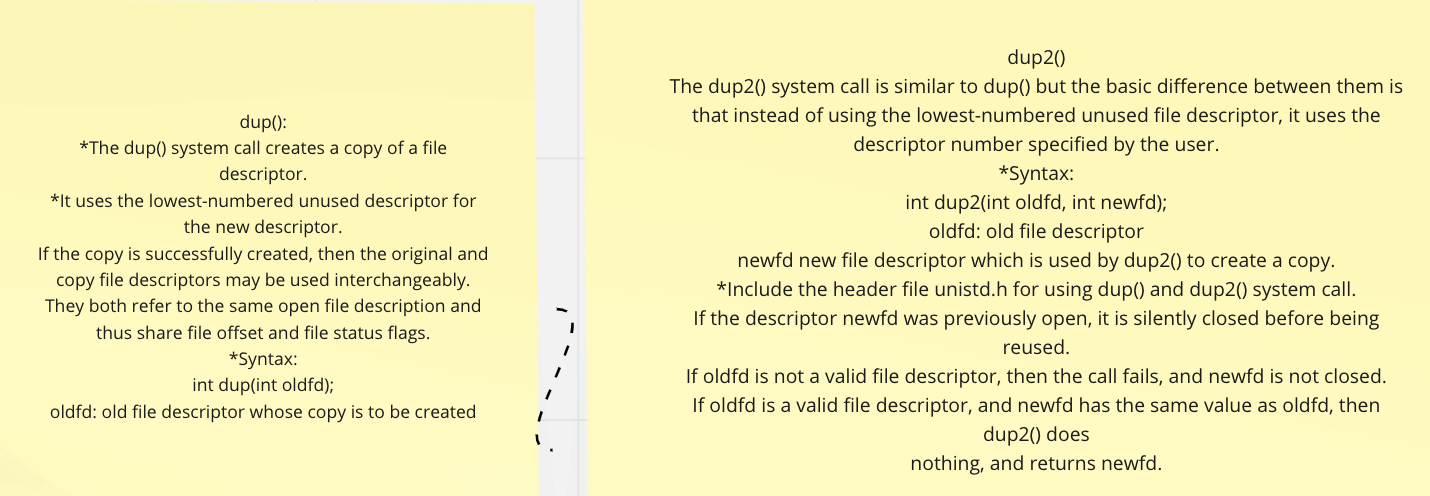 dup():
*The dup() system call creates a copy of a file
descriptor.
*It uses the lowest-numbered unused descriptor for
the new descriptor.
If the copy is successfully created, then the original and
copy file descriptors may be used interchangeably.
They both refer to the same open file description and
thus share file offset and file status flags.
*Syntax:
int dup(int oldfd);
oldfd: old file descriptor whose copy is to be created
dup2()
The dup2() system call is similar to dup() but the basic difference between them is
that instead of using the lowest-numbered unused file descriptor, it uses the
descriptor number specified by the user.
*Syntax:
int dup2(int oldfd, int newfd);
oldfd: old file descriptor
newfd new file descriptor which is used by dup2() to create a copy.
*Include the header file unistd.h for using dup() and dup2() system call.
If the descriptor newfd was previously open, it is silently closed before being
reused.
If oldfd is not a valid file descriptor, then the call fails, and newfd is not closed.
If oldfd is a valid file descriptor, and newfd has the same value as oldfd, then
dup2() does
nothing, and returns newfd.